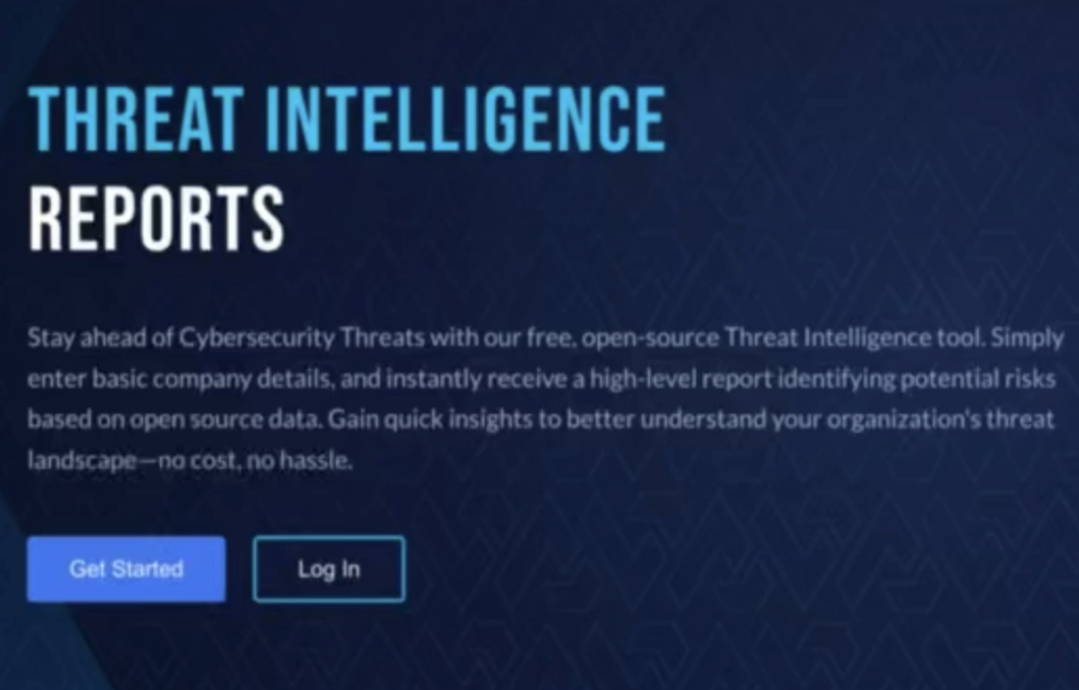 THREAT INTELLIGENCE
REPORTS
Stay ahead of Cybersecurity Threats with our free, open-source Threat Intelligence tool. Simply
enter basic company details, and instantly receive a high-level report identifying potential risks
based on open source data. Gain quick insights to better understand your organization's threat
landscape—no cost, no hassle.
Get Started Log In